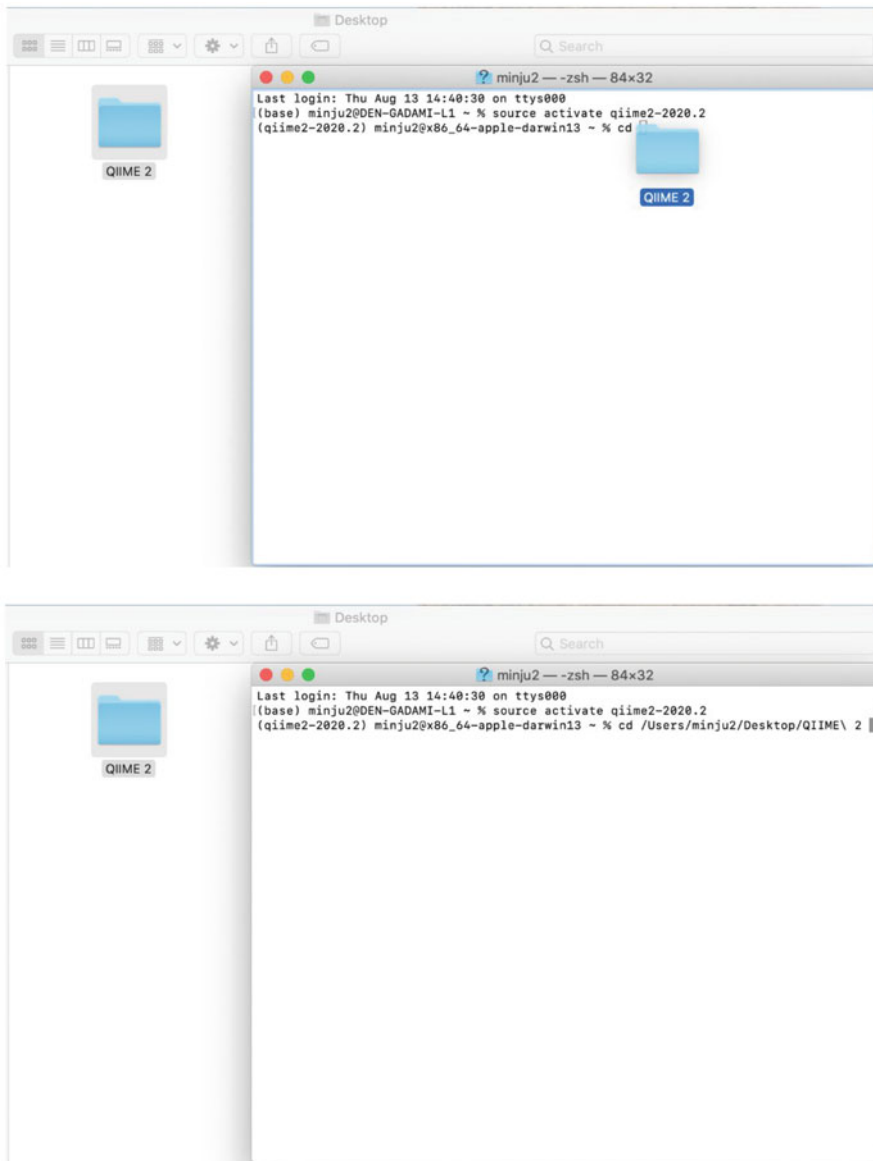 Desktop
Search
? minju2 — -zsh — 84×32
Last login: Thu Aug 13 14:40:30 on ttys000
[(base) minju2@DEN-GADAMI-L1 ~ % source activate qiime2-2020.2
(qiime2-2020.2) minju2@x86_64-apple-darwin13 ~ % cd
QIIME 2
QIIME 2
Desktop
Search
? minju2 — -zsh — 84×32
Last login: Thu Aug 13 14:40:30 on ttys000
[(base) minju2@DEN-GADAMI-L1 ~ % source activate qiime2-2020.2
(qiime2-2020.2) minju2@x86_64-apple-darwin13 ~ % cd /Users/minju2/Desktop/QIIME\ 2
QIIME 2